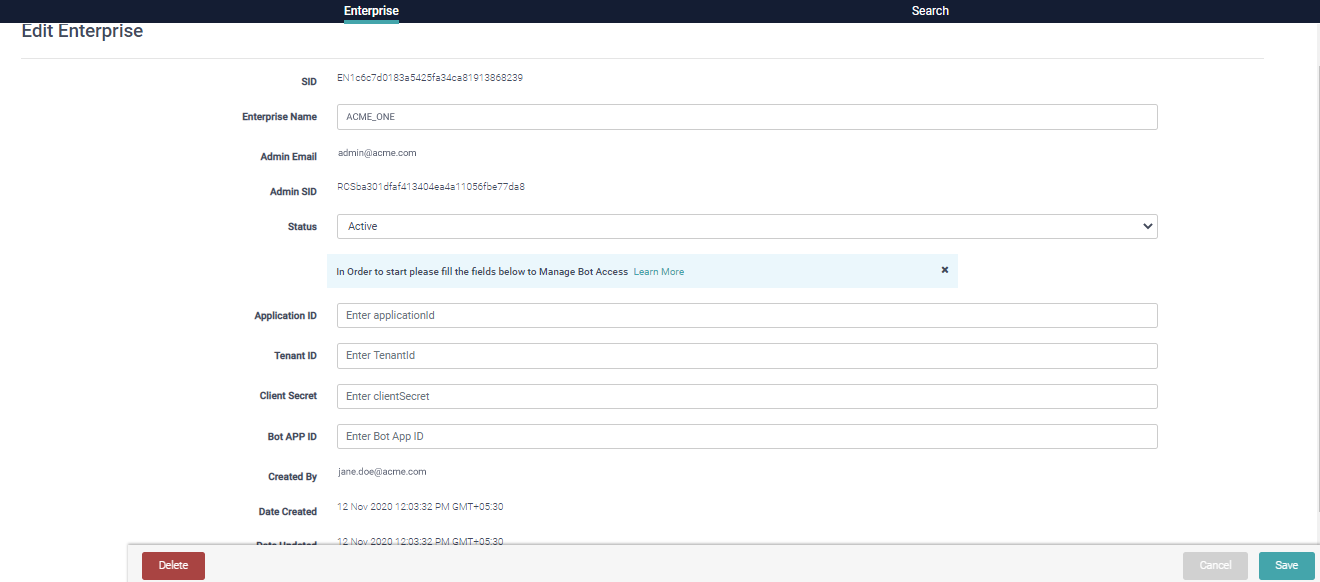 Enterprise Search
Edit Enterprise
SID EN1c6c7d0183a5425fa34ca81913868239
Enterprise Name ACME_ONE
Admin Email admin@acme.com
Admin SID RCSba301dfaf413404ea4a11056fbe77da8
Status Active
In Order to start please fill the fields below to Manage Bot Access Learn More ×
Application ID Enter applicationId
Tenant ID Enter TenantId
Client Secret Enter clientSecret
Bot APP ID Enter Bot App ID
Created By jane.doe@acme.com
Date Created 12 Nov 2020 12:03:32 PM GMT+05:30
Date Updated 12 Nov 2020 12:03:32 PM GMT+05:30
Delete Cancel Save